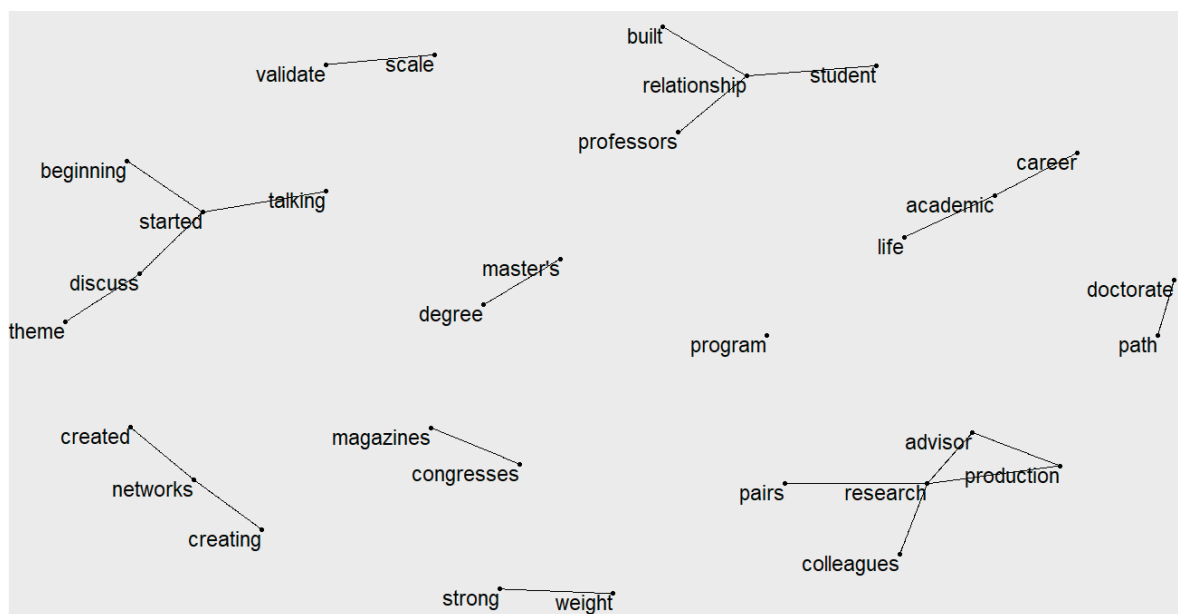 built
validate
scale
relationship
student
professors
beginning
career
talking
started
academic
life
master's
discuss
doctorate
degree
theme
program
path
created
magazines
advisor
congresses
production
networks
pairs
research
creating
colleagues
strong
weight